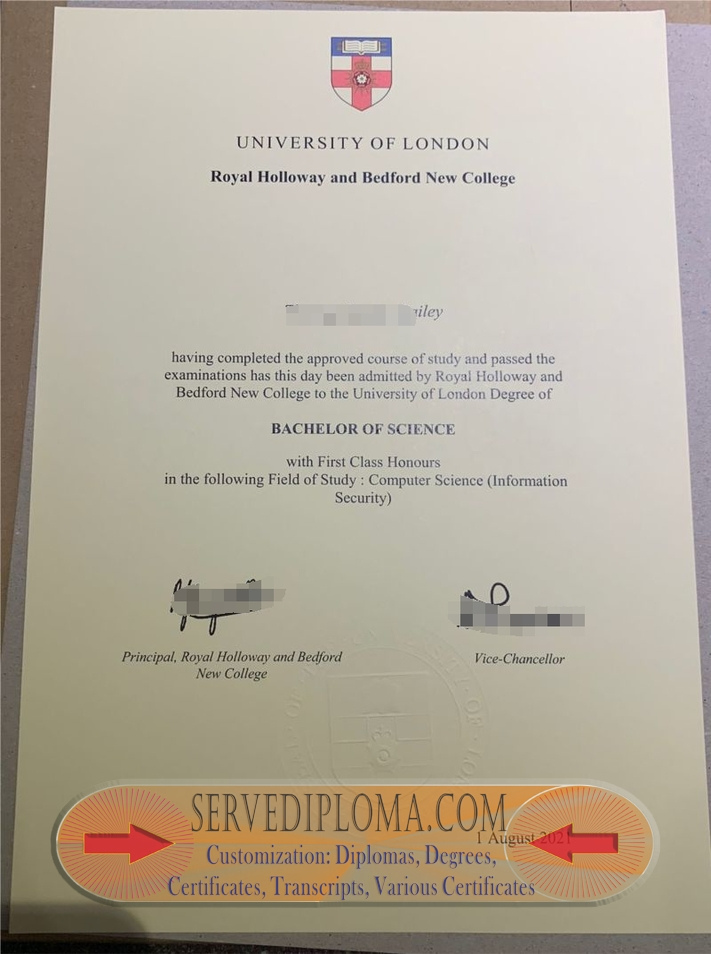 UNIVERSITY OF LONDON
Royal Holloway and Bedford New College
ailey
having completed the approved course of study and passed the
examinations has this day been admitted by Royal Holloway and
Bedford New College to the University of London Degree of
BACHELOR OF SCIENCE
with First Class Honours
in the following Field of Study : Computer Science (Information
Security)
Principal, Royal Holloway and Bedford
New College
Vice-Chancellor
SERVEDIPLOMA.COM
1 August 2021
Customization: Diplomas, Degrees,
Certificates, Transcripts, Various Certificates